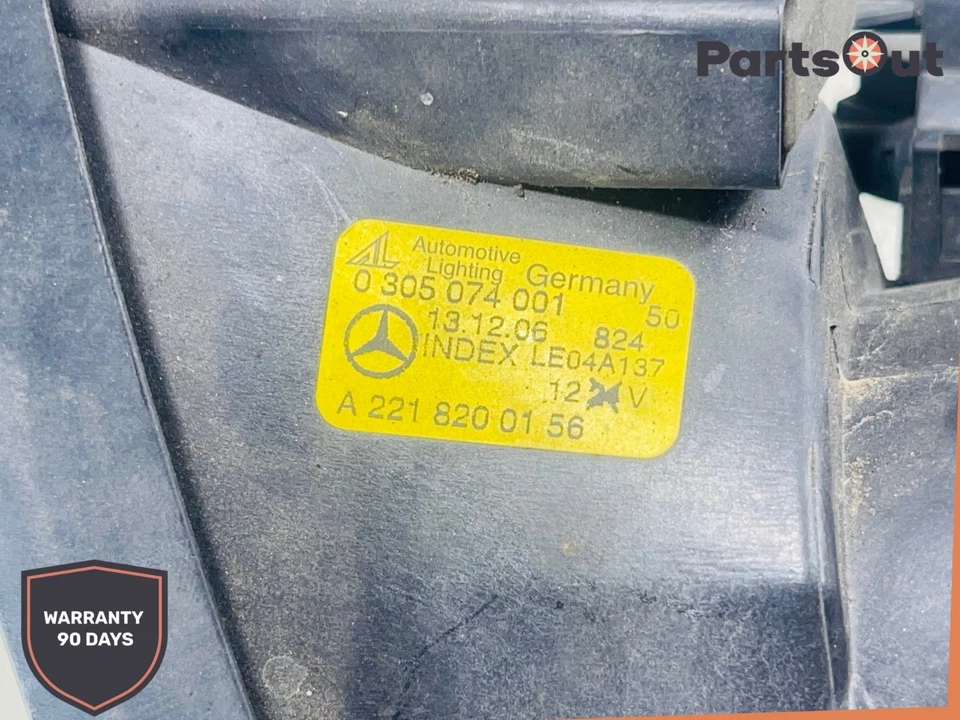 PartsOut
AL Automotive
Lighting Germany
0 305 074 001 50
13.12.06 824
INDEX LE04A137
12 V
A 221 820 01 56
WARRANTY
90 DAYS